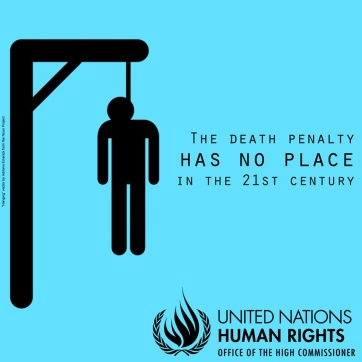 The death penalty
HAS NO PLACE
in the 21st century
UNITED NATIONS
HUMAN RIGHTS
OFFICE OF THE HIGH COMMISSIONER